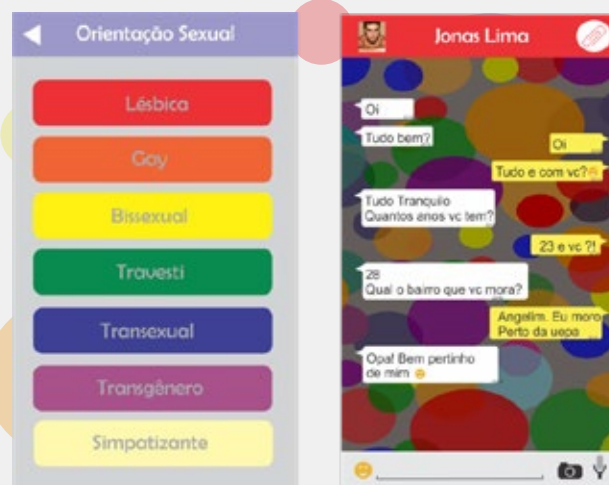 Orientação Sexual
Lésbica
Gay
Bissexual
Travesti
Transexual
Transgênero
Simpatizante
Jonas Lima
Oi
Tudo bem?
Oi
Tudo e com vc?
Tudo Tranquilo
Quantos anos vc tem?
23 e vc ?!
28
Qual o bairro que vc mora?
Angelim. Eu moro
Perto da uepa
Opa! Bem pertinho
de mim